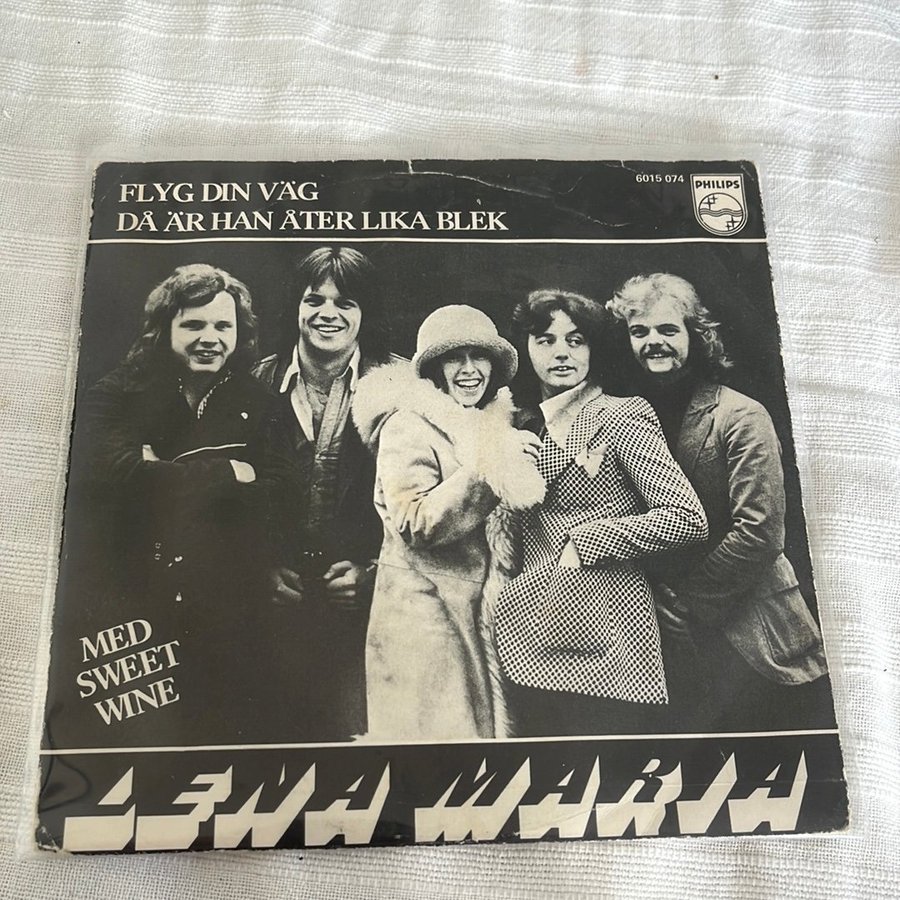 FLYG DIN VÄG
DÅ ÄR HAN ÅTER LIKA BLEK
6015 074
PHILIPS
MED
SWEET
WINE
LENA MARIA